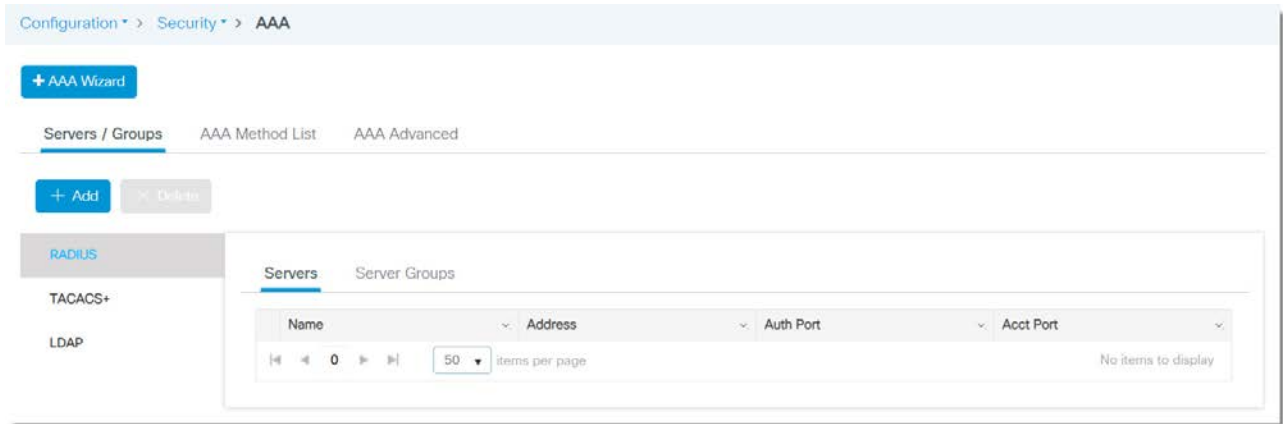 Configuration > Security > AAA
+ AAA Wizard
Servers / Groups AAA Method List AAA Advanced
+ Add × Delete
RADIUS
TACACS+
LDAP
Servers Server Groups
Name Address Auth Port Acct Port
0 50 items per page No items to display